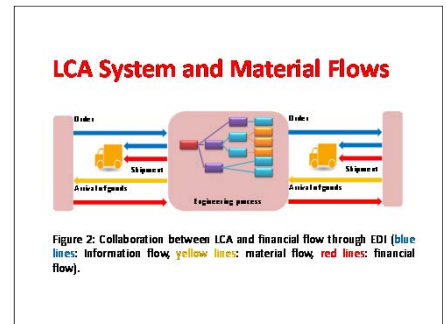 LCA System and Material Flows
Order
Order
Shipment
Shipment
Arrival of goods
Arrival of goods
Engineering process
Figure 2: Collaboration between LCA and financial flow through EDI (blue
lines: Information flow, yellow lines: material flow, red lines: financial
flow).